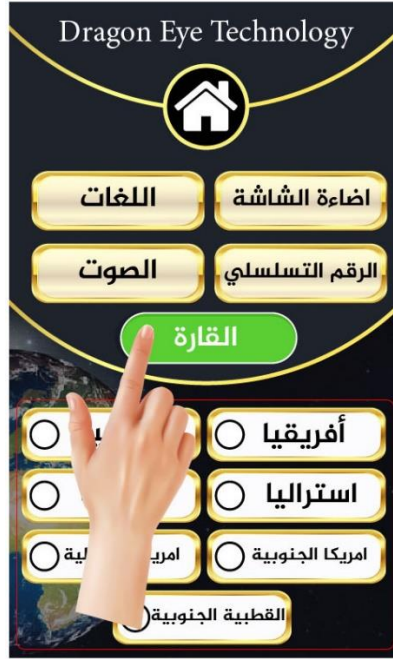 Dragon Eye Technology
اضاءة الشاشة
اللغات
الرقم التسلسلي
الصوت
القارة
أفريقيا
استراليا
امريكا الجنوبية
القطبية الجنوبية